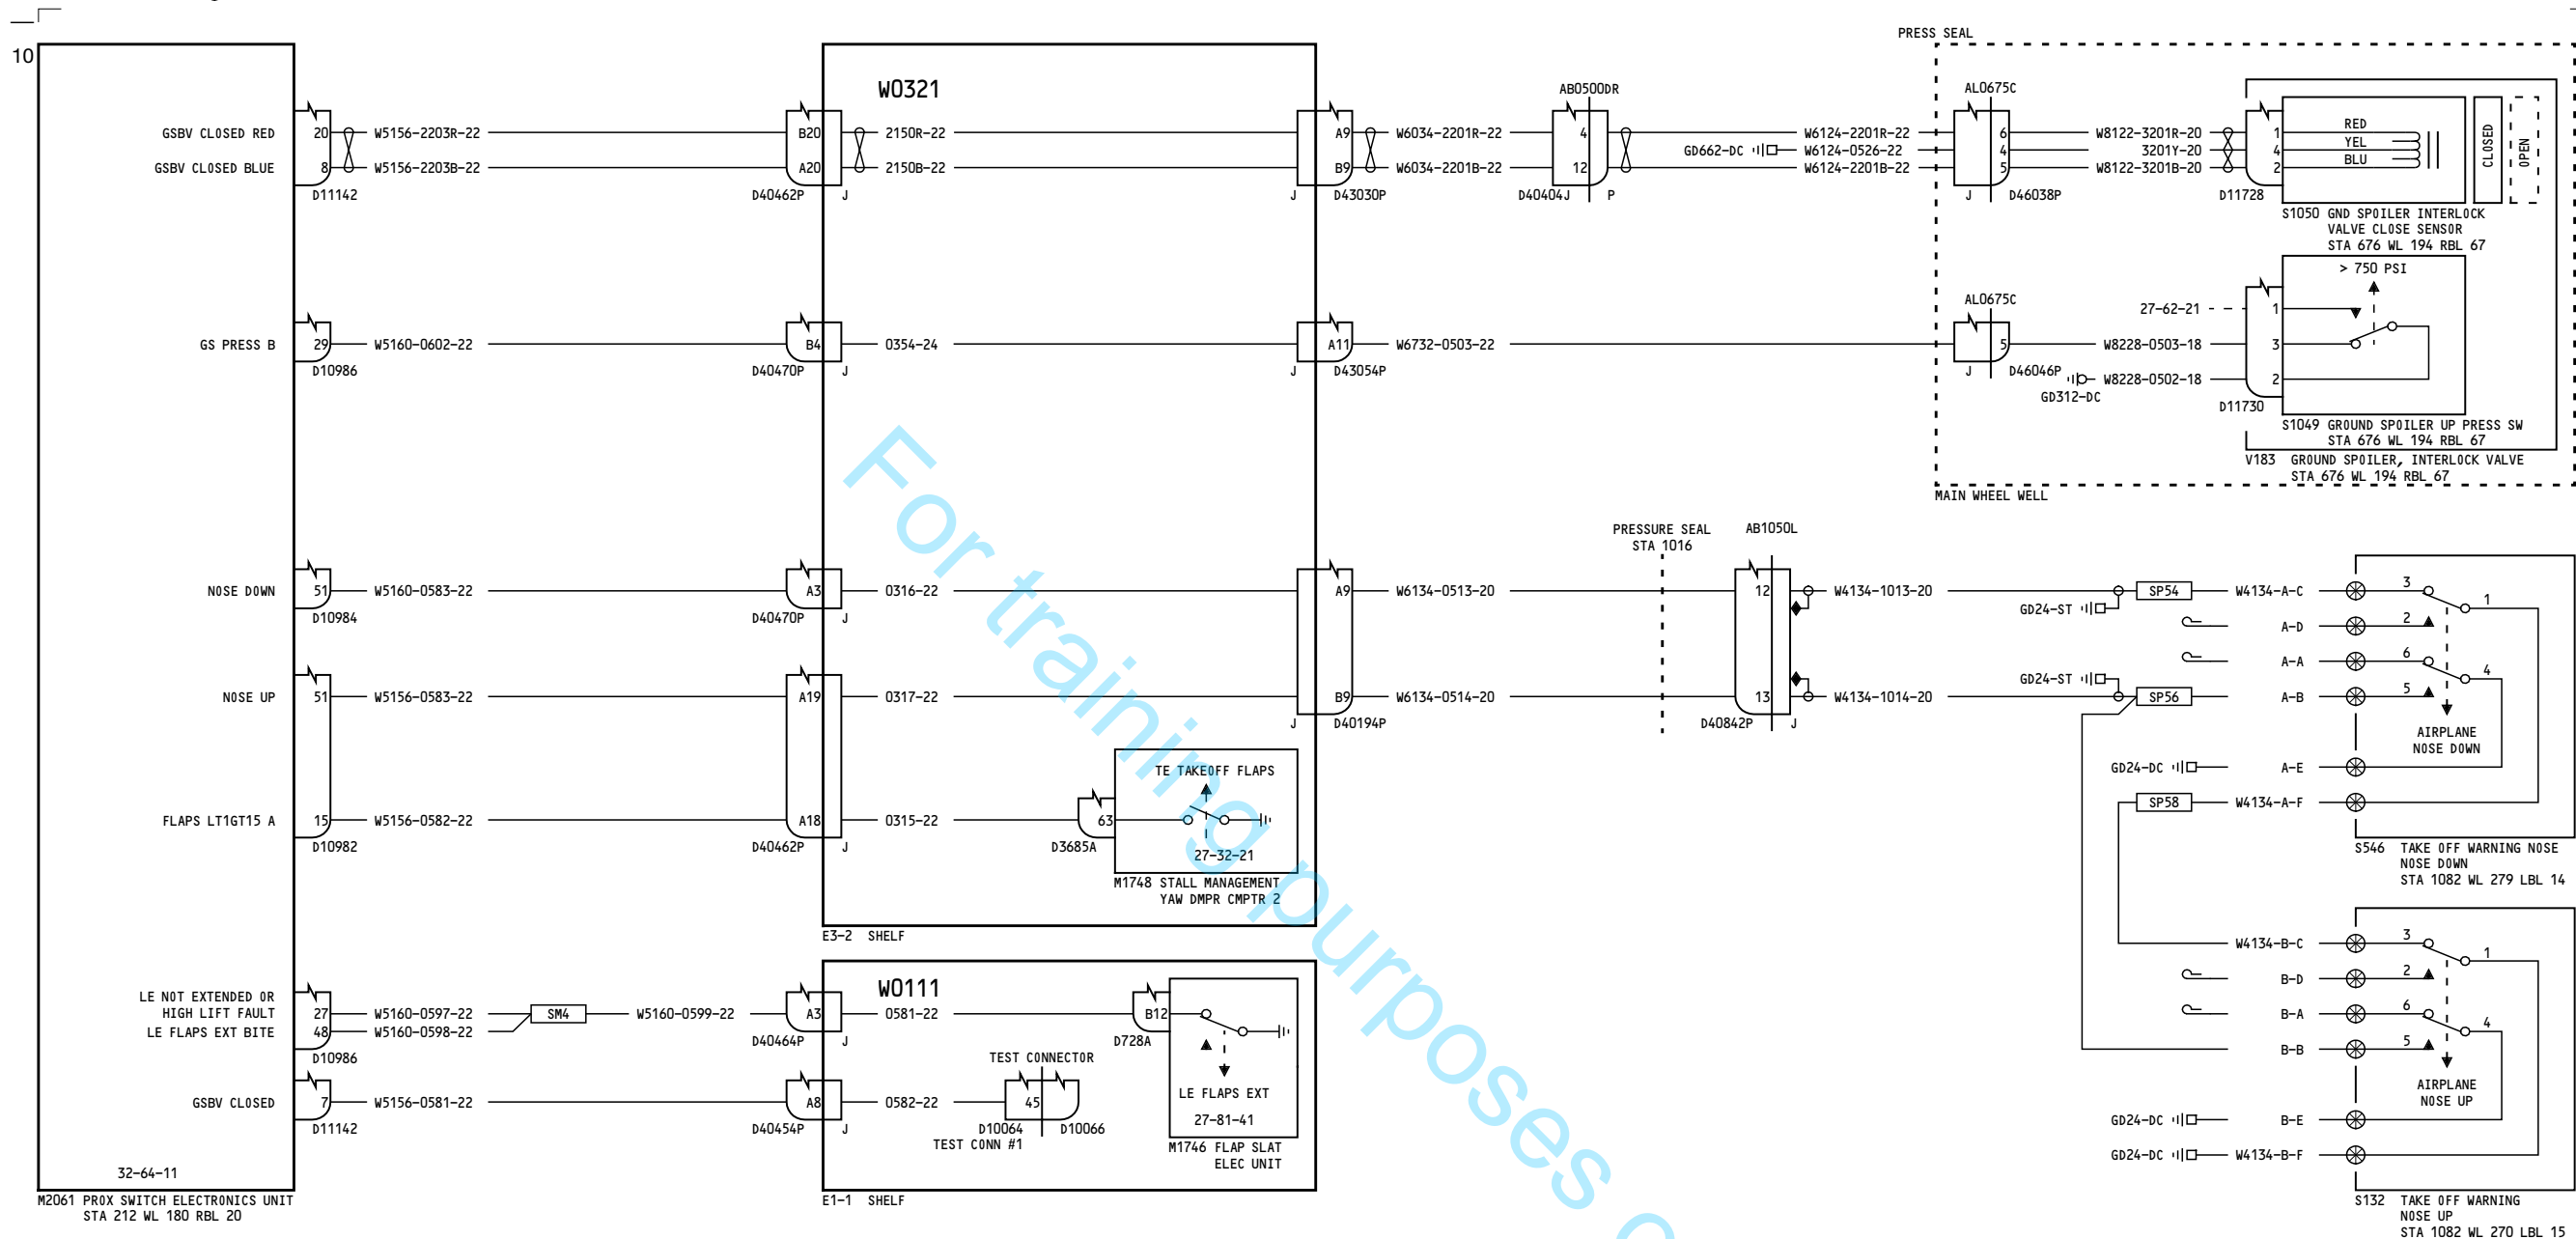 10
PRESS SEAL
W0321
AB0500DR
AL0675C
GSBV CLOSED RED
20
W5156-2203R-22
B20
2150R-22
A9
W6034-2201R-22
4
W6124-2201R-22
6
W8122-3201R-20
1
RED
GD662-DC
W6124-0526-22
4
3201Y-20
4
YEL
GSBV CLOSED BLUE
8
W5156-2203B-22
A20
2150B-22
B9
W6034-2201B-22
12
W6124-2201B-22
5
W8122-3201B-20
2
BLU
CLOSED
OPEN
D11142
D40462P
J
J
D43030P
D40404J
P
J
D46038P
D11728
S1050 GND SPOILER INTERLOCK
VALVE CLOSE SENSOR
STA 676 WL 194 RBL 67
> 750 PSI
AL0675C
27-62-21
1
GS PRESS B
29
W5160-0602-22
B4
0354-24
A11
W6732-0503-22
5
W8228-0503-18
3
D10986
D40470P
J
J
D43054P
J
D46046P
W8228-0502-18
2
GD312-DC
D11730
S1049 GROUND SPOILER UP PRESS SW
STA 676 WL 194 RBL 67
V183 GROUND SPOILER, INTERLOCK VALVE
STA 676 WL 194 RBL 67
MAIN WHEEL WELL
PRESSURE SEAL
STA 1016
AB1050L
NOSE DOWN
51
W5160-0583-22
A3
0316-22
A9
W6134-0513-20
12
W4134-1013-20
SP54
W4134-A-C
3
1
D10984
D40470P
J
GD24-ST
A-D
2
A-A
6
4
GD24-ST
NOSE UP
51
W5156-0583-22
A19
0317-22
B9
W6134-0514-20
13
W4134-1014-20
SP56
A-B
5
J
D40194P
D40842P
J
AIRPLANE
NOSE DOWN
GD24-DC
A-E
SP58
W4134-A-F
TE TAKEOFF FLAPS
FLAPS LT1GT15 A
15
W5156-0582-22
A18
0315-22
63
D10982
D40462P
J
D3685A
27-32-21
M1748 STALL MANAGEMENT
YAW DMPR CMPTR 2
S546 TAKE OFF WARNING NOSE
NOSE DOWN
STA 1082 WL 279 LBL 14
E3-2 SHELF
W0111
W4134-B-C
3
1
B-D
2
LE NOT EXTENDED OR
HIGH LIFT FAULT
27
W5160-0597-22
SM4
W5160-0599-22
A3
0581-22
B12
B-A
6
4
LE FLAPS EXT BITE
48
W5160-0598-22
D10986
D40464P
J
D728A
B-B
5
TEST CONNECTOR
LE FLAPS EXT
AIRPLANE
NOSE UP
GSBV CLOSED
7
W5156-0581-22
A8
0582-22
45
27-81-41
GD24-DC
B-E
D11142
D40454P
J
D10064
D10066
TEST CONN #1
M1746 FLAP SLAT
ELEC UNIT
GD24-DC
W4134-B-F
32-64-11
M2061 PROX SWITCH ELECTRONICS UNIT
STA 212 WL 180 RBL 20
E1-1 SHELF
S132 TAKE OFF WARNING
NOSE UP
STA 1082 WL 270 LBL 15
For training purposes